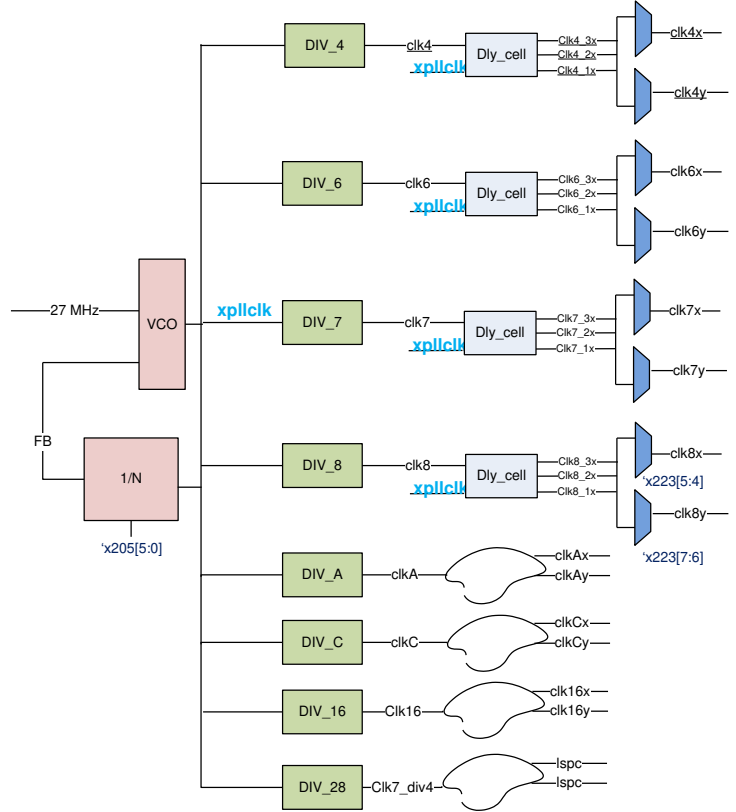 DIV_4
clk4
xpllclk
Dly_cell
Clk4_3x
Clk4_2x
Clk4_1x
clk4x
clk4y
DIV_6
clk6
xpllclk
Dly_cell
Clk6_3x
Clk6_2x
Clk6_1x
clk6x
clk6y
27 MHz
VCO
xpllclk
DIV_7
clk7
xpllclk
Dly_cell
Clk7_3x
Clk7_2x
Clk7_1x
clk7x
clk7y
FB
1/N
‘x205[5:0]
DIV_8
clk8
xpllclk
Dly_cell
Clk8_3x
Clk8_2x
Clk8_1x
clk8x
‘x223[5:4]
clk8y
‘x223[7:6]
DIV_A
clkA
clkAx
clkAy
DIV_C
clkC
clkCx
clkCy
DIV_16
Clk16
clk16x
clk16y
DIV_28
Clk7_div4
lspc
lspc